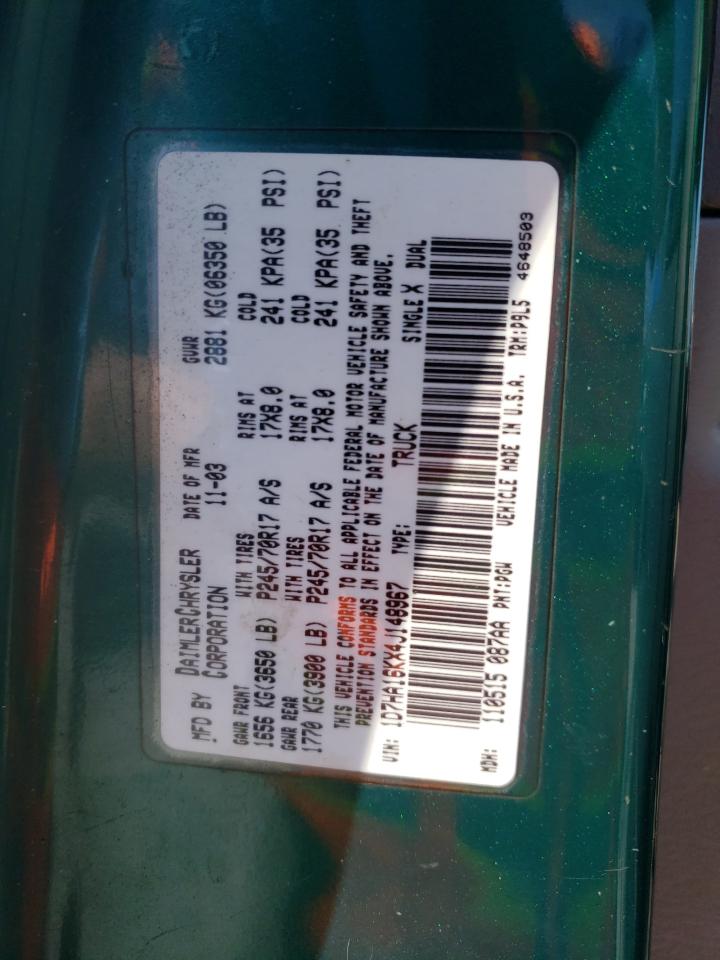 MFD BY DAIMLERCHRYSLER CORPORATION DATE OF MFR 11-03 GVWR 2881 KG(06350 LB)
GAWR FRONT WITH TIRES RIMS AT COLD
1656 KG(3650 LB) P245/70R17 A/S 17X8.0 241 KPA(35 PSI)
GAWR REAR WITH TIRES RIMS AT COLD
1770 KG(3900 LB) P245/70R17 A/S 17X8.0 241 KPA(35 PSI)
THIS VEHICLE CONFORMS TO ALL APPLICABLE FEDERAL MOTOR VEHICLE SAFETY AND THEFT
PREVENTION STANDARDS IN EFFECT ON THE DATE OF MANUFACTURE SHOWN ABOVE.
VIN: 1D7HA16KX4J148967 TYPE: TRUCK SINGLE X DUAL
MDH: 110515 087AA PNT:PGW VEHICLE MADE IN U.S.A. TRM:P9L5 4648503